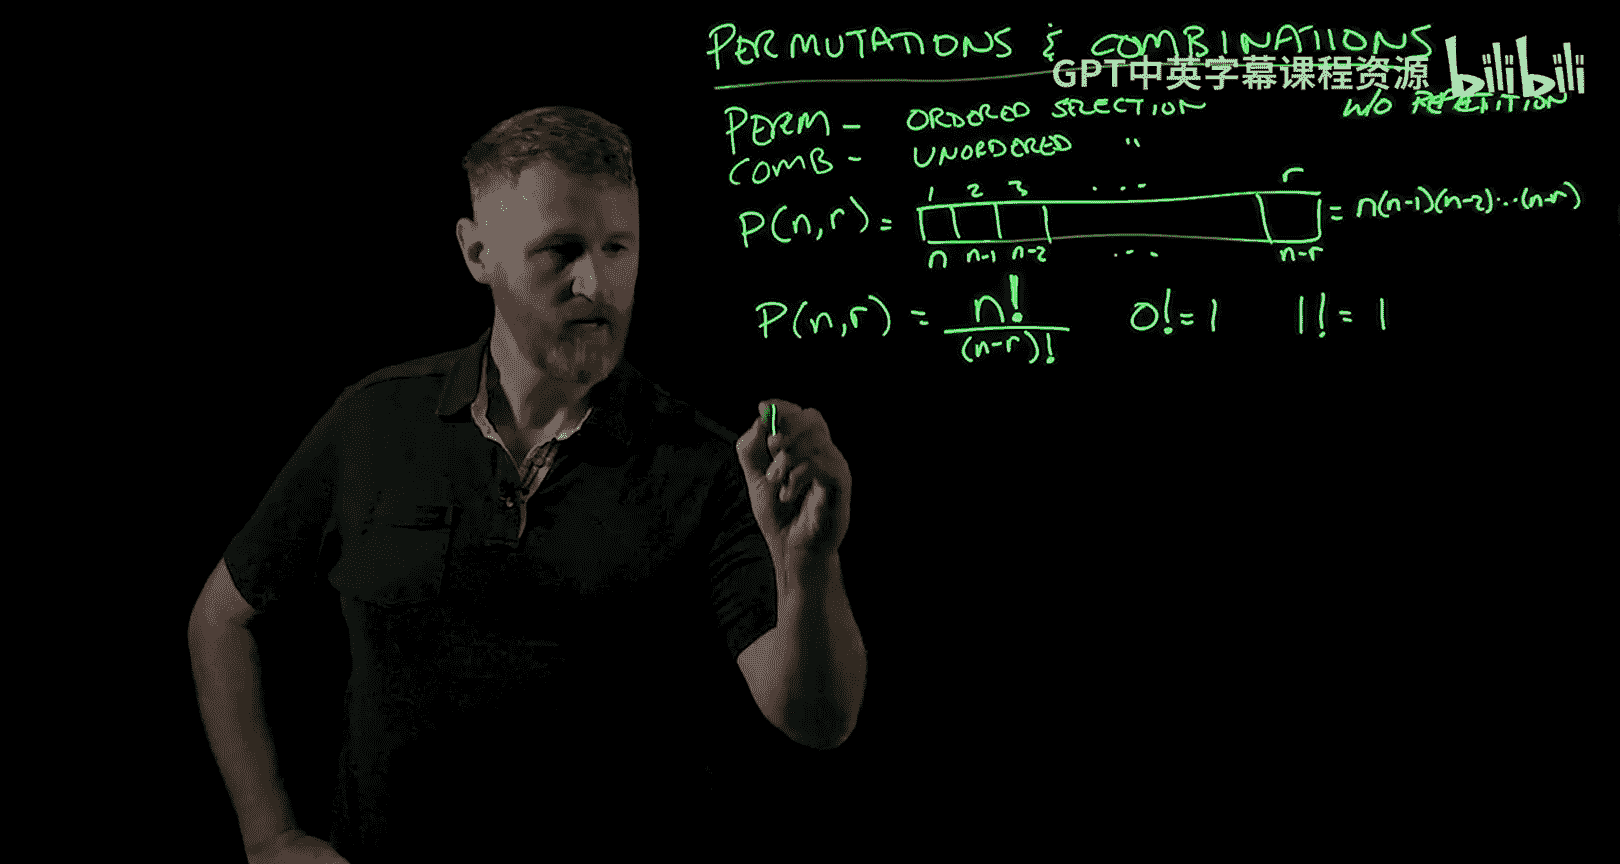 PERMUTATIONS & COMBINATIONS
GPT中英字幕课程资源 bilibili
PERM - ORDERED SELECTION W/O REPETITION
COMB - UNORDERED "
1 2 3 ... r
P(n,r) = = n(n-1)(n-2)...(n-r)
n n-1 n-2 ... n-r
P(n,r) = n!/(n-r)! 0! = 1 1! = 1